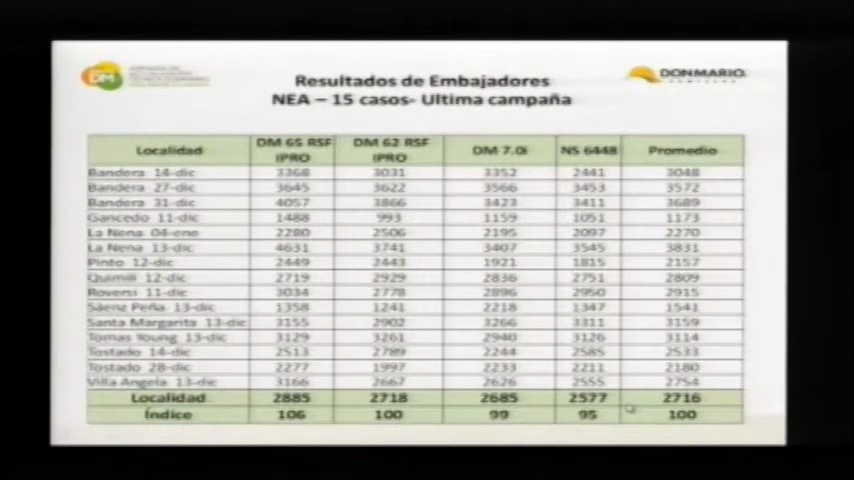 DM
DONMARIO
Resultados de Embajadores
NEA – 15 casos- Ultima campaña
Localidad DM 65 RSF IPRO DM 62 RSF IPRO DM 7.0i NS 6448 Promedio
Bandera 14-dic 3368 3031 3352 2441 3048
Bandera 27-dic 3645 3622 3566 3453 3572
Bandera 31-dic 4057 3866 3423 3411 3689
Gancedo 11-dic 1488 993 1159 1051 1173
La Nena 04-ene 2280 2506 2195 2097 2270
La Nena 13-dic 4631 3741 3407 3545 3831
Pinto 12-dic 2449 2443 1921 1815 2157
Quimili 12-dic 2719 2929 2836 2751 2809
Roversi 11-dic 3034 2778 2896 2950 2915
Sáenz Peña 13-dic 1358 1241 2218 1347 1541
Santa Margarita 13-dic 3155 2902 3266 3311 3159
Tomas Young 13-dic 3129 3261 2940 3126 3114
Tostado 14-dic 2513 2789 2244 2585 2533
Tostado 28-dic 2277 1997 2233 2211 2180
Villa Angela 13-dic 3166 2667 2626 2555 2754
Localidad 2885 2718 2685 2577 2716
Índice 106 100 99 95 100